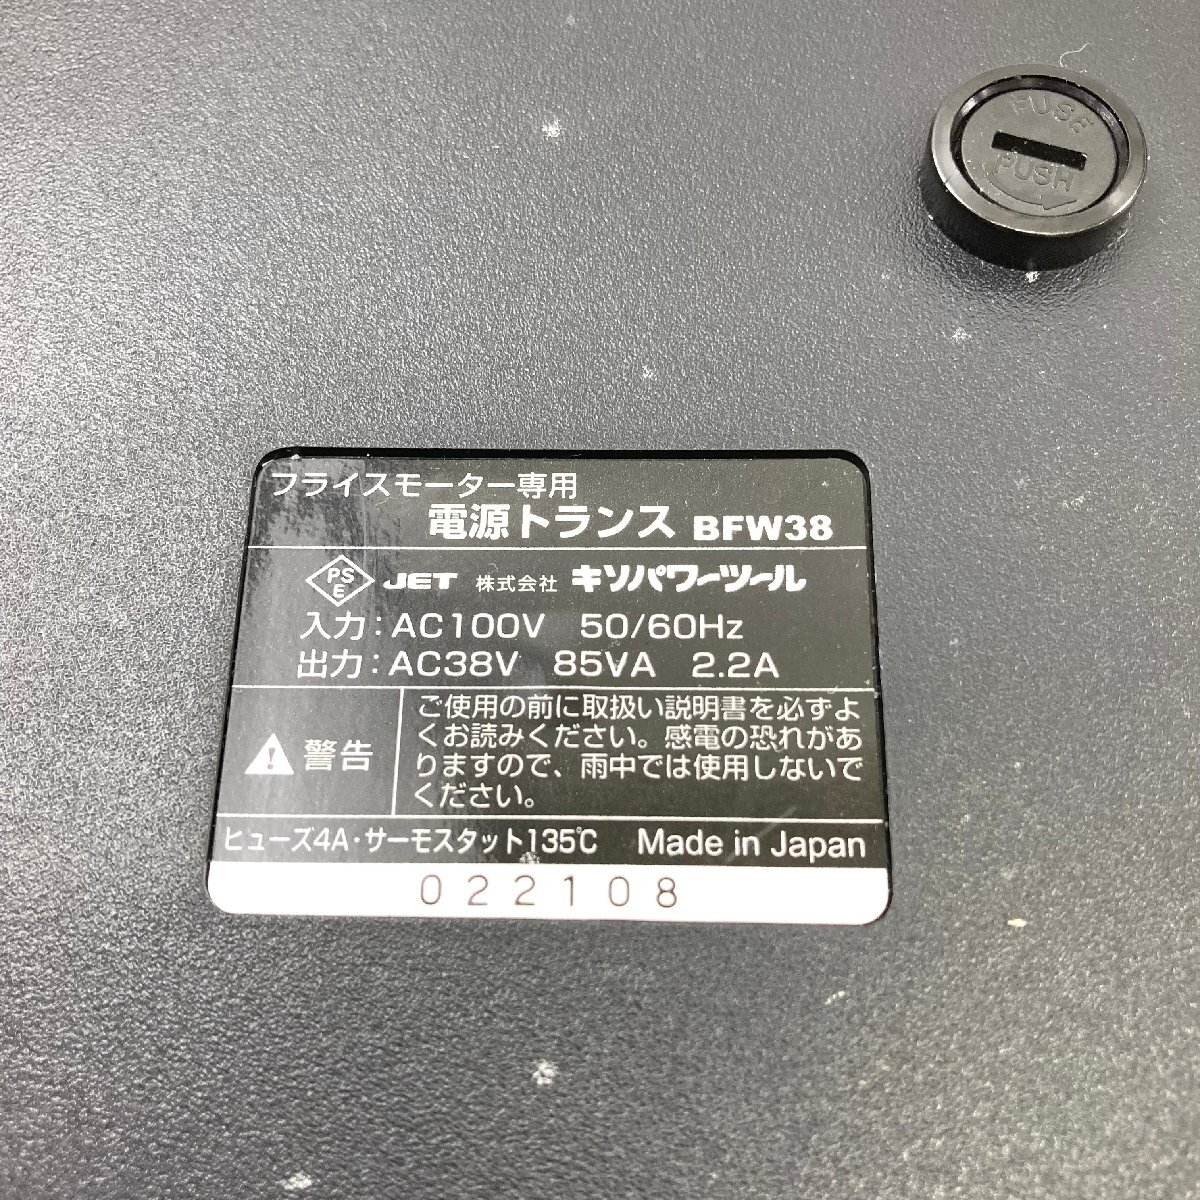 FUSE
PUSH
フライスモーター専用
電源トランス BFW38
PS
E
JET 株式会社 キソパワーツール
入力:AC100V 50/60Hz
出力:AC38V 85VA 2.2A
警告
ご使用の前に取扱い説明書を必ずよ
くお読みください。感電の恐れがあ
りますので、雨中では使用しないで
ください。
ヒューズ4A・サーモスタット135℃ Made in Japan
022108